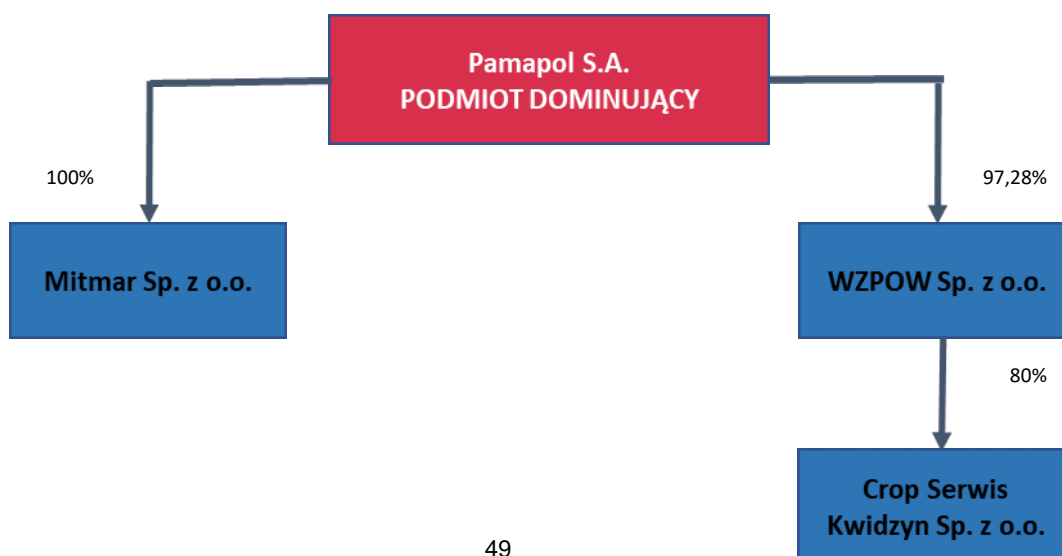 Pamapol S.A.
PODMIOT DOMINUJĄCY
100%
97,28%
Mitmar Sp. z o.o.
WZPOW Sp. z o.o.
80%
Crop Serwis
Kwidzyn Sp. z o.o.
49